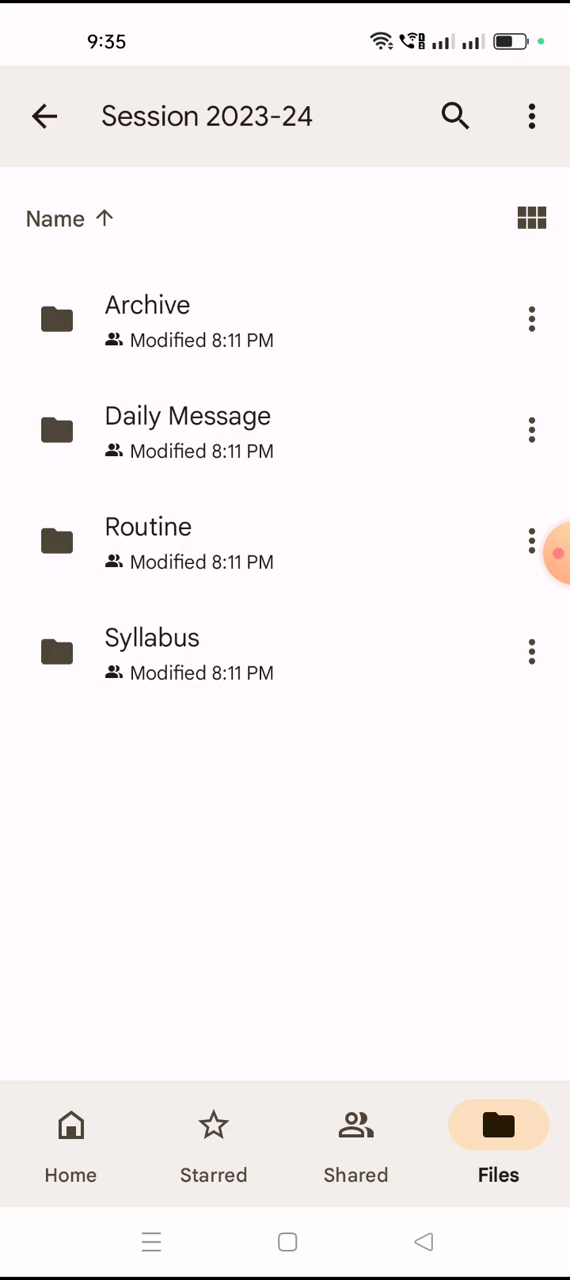 9:35
Session 2023-24
Name
Archive
Modified 8:11 PM
Daily Message
Modified 8:11 PM
Routine
Modified 8:11 PM
Syllabus
Modified 8:11 PM
Home Starred Shared Files